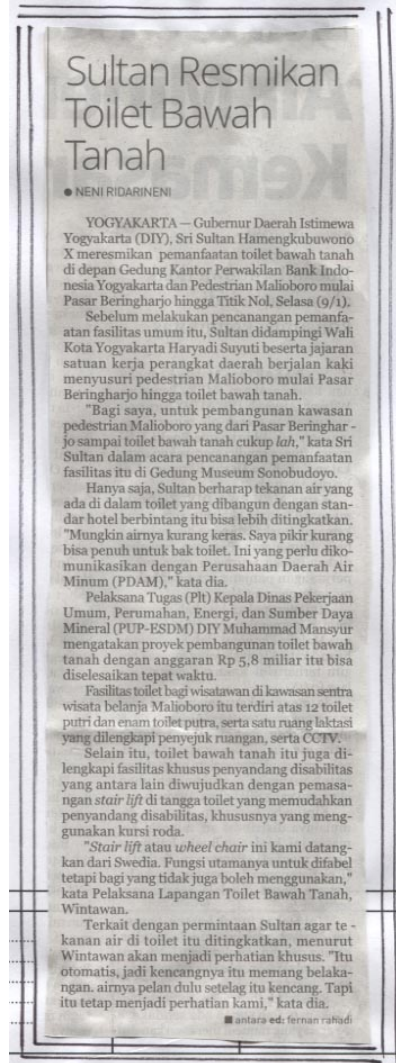 Sultan Resmikan
Toilet Bawah
Tanah
● NENI RIDARINENI
YOGYAKARTA — Gubernur Daerah Istimewa
Yogyakarta (DIY), Sri Sultan Hamengkubuwono
X meresmikan pemanfaatan toilet bawah tanah
di depan Gedung Kantor Perwakilan Bank Indo-
nesia Yogyakarta dan Pedestrian Malioboro mulai
Pasar Beringharjo hingga Titik Nol, Selasa (9/1).
Sebelum melakukan pencanangan pemanfa-
atan fasilitas umum itu, Sultan didampingi Wali
Kota Yogyakarta Haryadi Suyuti beserta jajaran
satuan kerja perangkat daerah berjalan kaki
menyusuri pedestrian Malioboro mulai Pasar
Beringharjo hingga toilet bawah tanah.
"Bagi saya, untuk pembangunan kawasan
pedestrian Malioboro yang dari Pasar Beringhar -
jo sampai toilet bawah tanah cukup lah," kata Sri
Sultan dalam acara pencanangan pemanfaatan
fasilitas itu di Gedung Museum Sonobudoyo.
Hanya saja, Sultan berharap tekanan air yang
ada di dalam toilet yang dibangun dengan stan-
dar hotel berbintang itu bisa lebih ditingkatkan.
"Mungkin airnya kurang keras. Saya pikir kurang
bisa penuh untuk bak toilet. Ini yang perlu diko-
munikasikan dengan Perusahaan Daerah Air
Minum (PDAM)," kata dia.
Pelaksana Tugas (Plt) Kepala Dinas Pekerjaan
Umum, Perumahan, Energi, dan Sumber Daya
Mineral (PUP-ESDM) DIY Muhammad Mansyur
mengatakan proyek pembangunan toilet bawah
tanah dengan anggaran Rp 5,8 miliar itu bisa
diselesaikan tepat waktu.
Fasilitas toilet bagi wisatawan di kawasan sentra
wisata belanja Malioboro itu terdiri atas 12 toilet
putri dan enam toilet putra, serta satu ruang laktasi
yang dilengkapi penyejuk ruangan, serta CCTV.
Selain itu, toilet bawah tanah itu juga di-
lengkapi fasilitas khusus penyandang disabilitas
yang antara lain diwujudkan dengan pemasa-
ngan stair lift di tangga toilet yang memudahkan
penyandang disabilitas, khususnya yang meng-
gunakan kursi roda.
"Stair lift atau wheel chair ini kami datang-
kan dari Swedia. Fungsi utamanya untuk difabel
tetapi bagi yang tidak juga boleh menggunakan,"
kata Pelaksana Lapangan Toilet Bawah Tanah,
Wintawan.
Terkait dengan permintaan Sultan agar te -
kanan air di toilet itu ditingkatkan, menurut
Wintawan akan menjadi perhatian khusus. "Itu
otomatis, jadi kencangnya itu memang belaka-
ngan. airnya pelan dulu setelag itu kencang. Tapi
itu tetap menjadi perhatian kami," kata dia.
■ antara ed: fernan rahadi